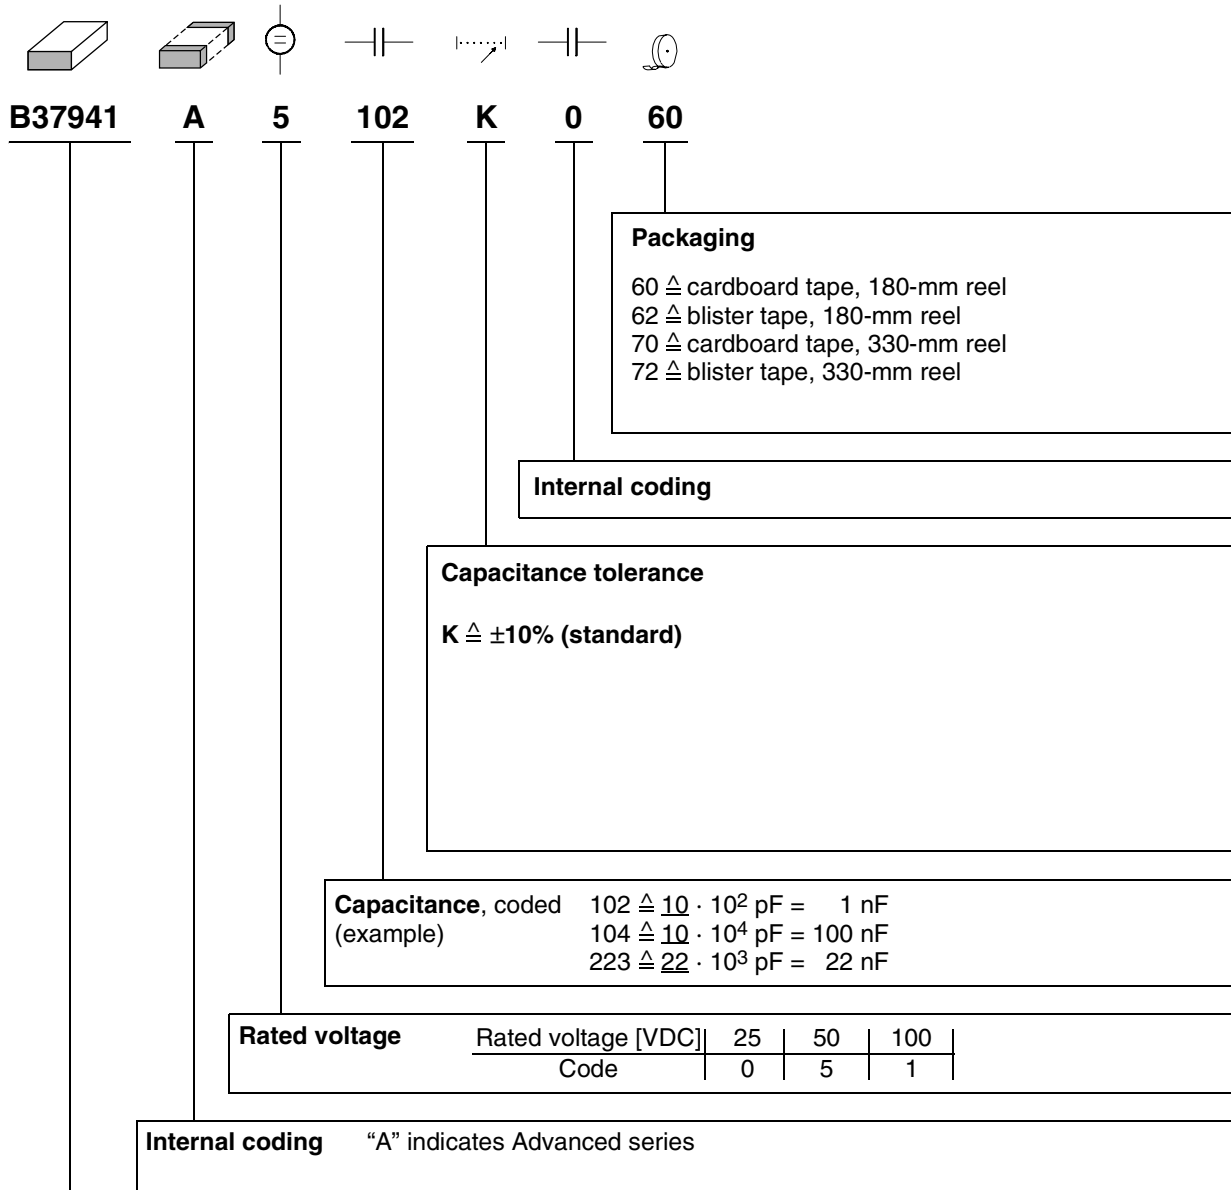 B37941 A 5 102 K 0 60
Packaging
60 ≙ cardboard tape, 180-mm reel
62 ≙ blister tape, 180-mm reel
70 ≙ cardboard tape, 330-mm reel
72 ≙ blister tape, 330-mm reel
Internal coding
Capacitance tolerance
K ≙ ±10% (standard)
Capacitance, coded 102 ≙ 10 · 10² pF = 1 nF
(example) 104 ≙ 10 · 10⁴ pF = 100 nF
223 ≙ 22 · 10³ pF = 22 nF
Rated voltage Rated voltage [VDC] 25 50 100
Code 0 5 1
Internal coding “A” indicates Advanced series